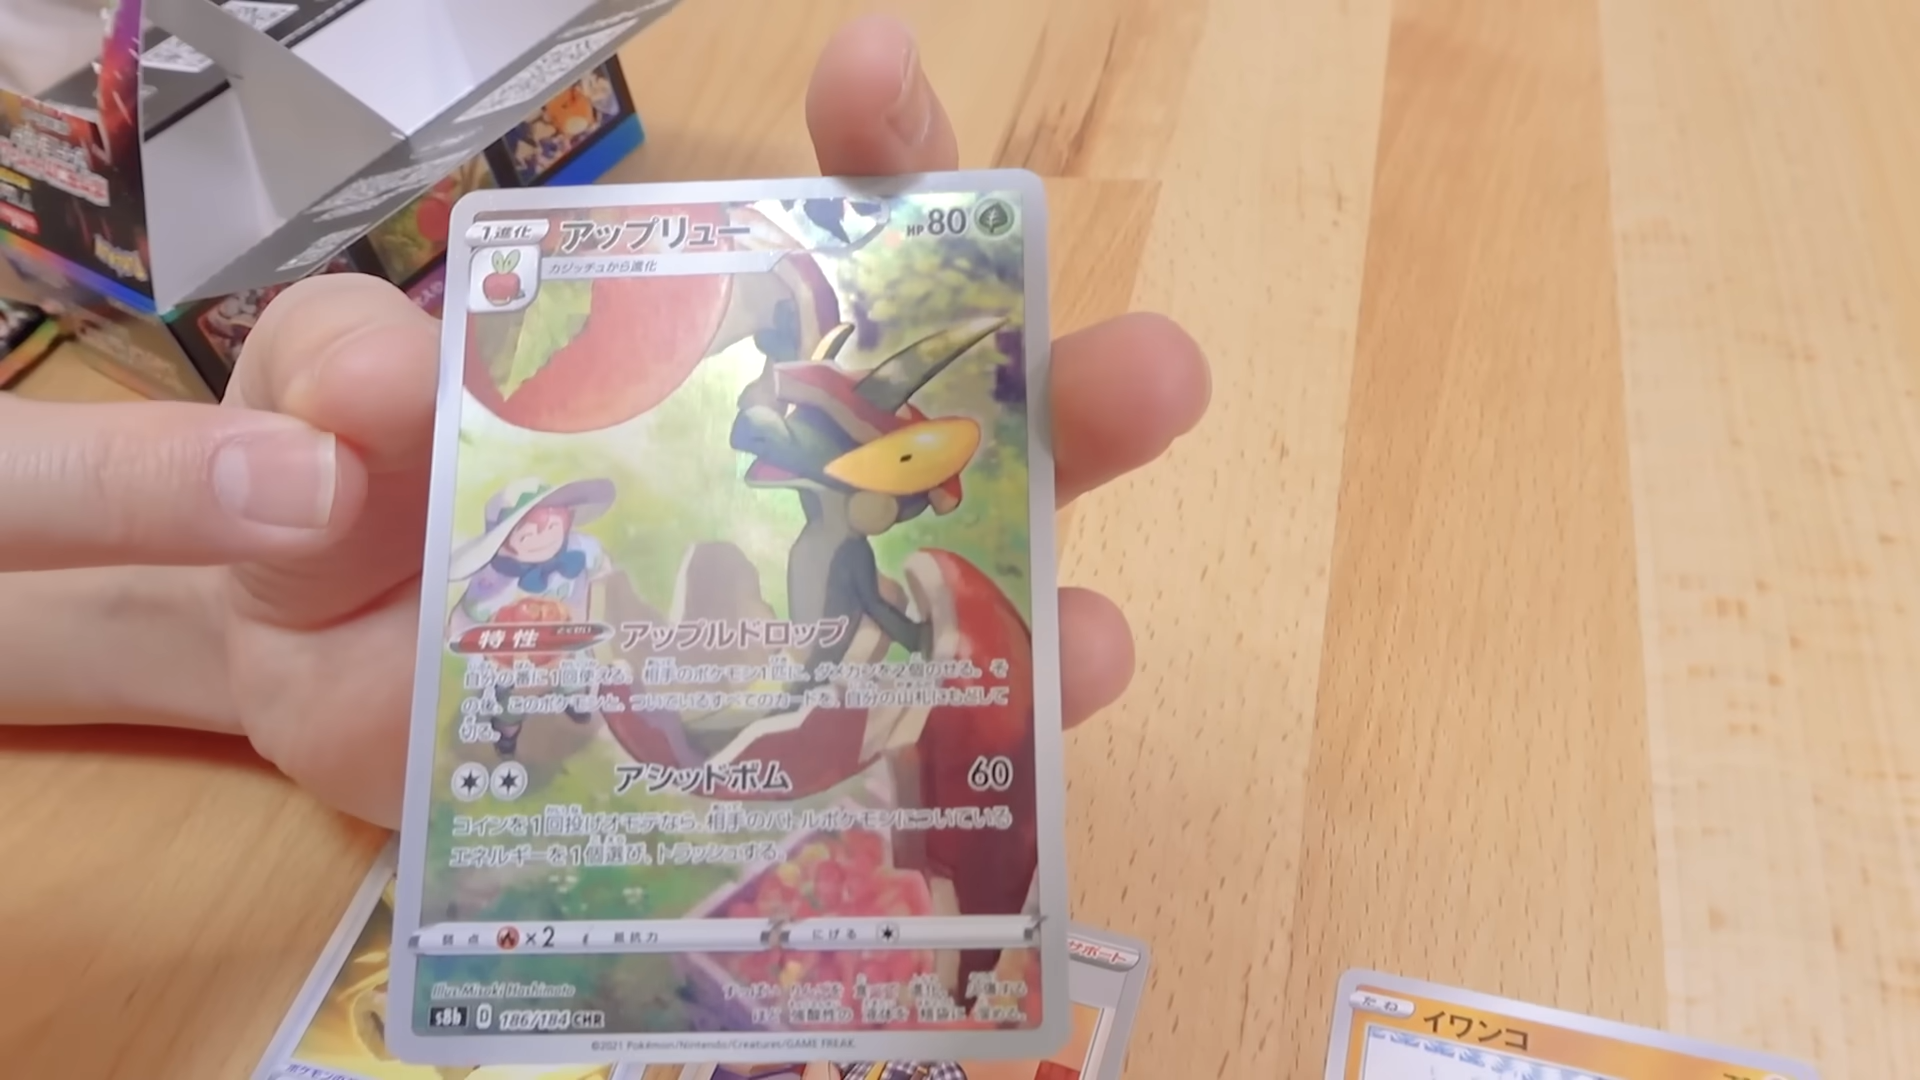 1進化 アップリュー HP80
カジッチュから進化
特性 アップルドロップ
自分の番に1回使える。相手のポケモン1匹に、ダメカンを2個のせる。そ
の後、このポケモンと、ついているすべてのカードを、自分の山札にもどして
切る。
アシッドボム 60
コインを1回投げオモテなら、相手のバトルポケモンについている
エネルギーを1個選び、トラッシュする。
弱点 ×2 抵抗力 にげる
Illus. Misaki Hashimoto
s8b D 186/184 CHR
©2021 Pokémon/Nintendo/Creatures/GAME FREAK
サポート
たね イワンコ